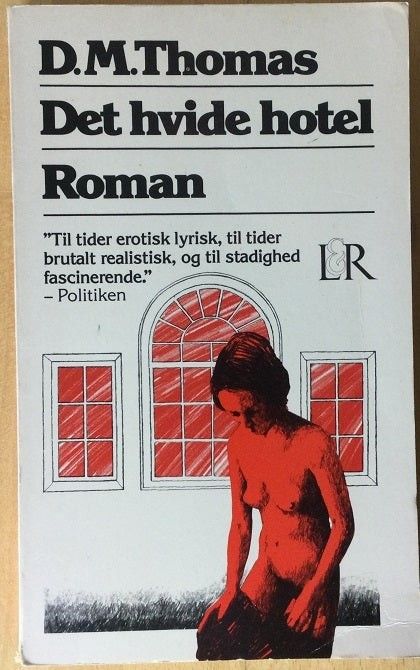 D.M.Thomas
Det hvide hotel
Roman
”Til tider erotisk lyrisk, til tider
brutalt realistisk, og til stadighed
fascinerende.”
– Politiken
L&R